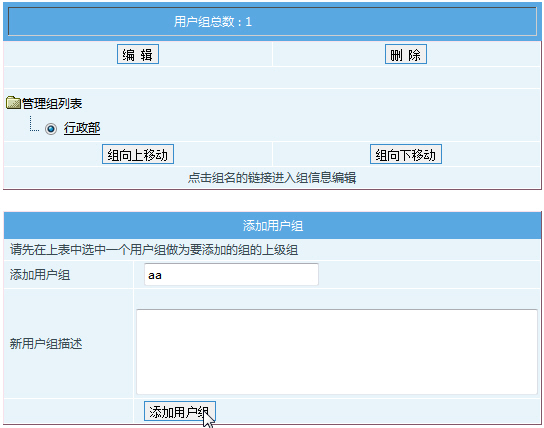 用户组总数：1
编 辑 删 除
管理组列表
行政部
组向上移动 组向下移动
点击组名的链接进入组信息编辑
添加用户组
请先在上表中选中一个用户组做为要添加的组的上级组
添加用户组 aa
新用户组描述
添加用户组